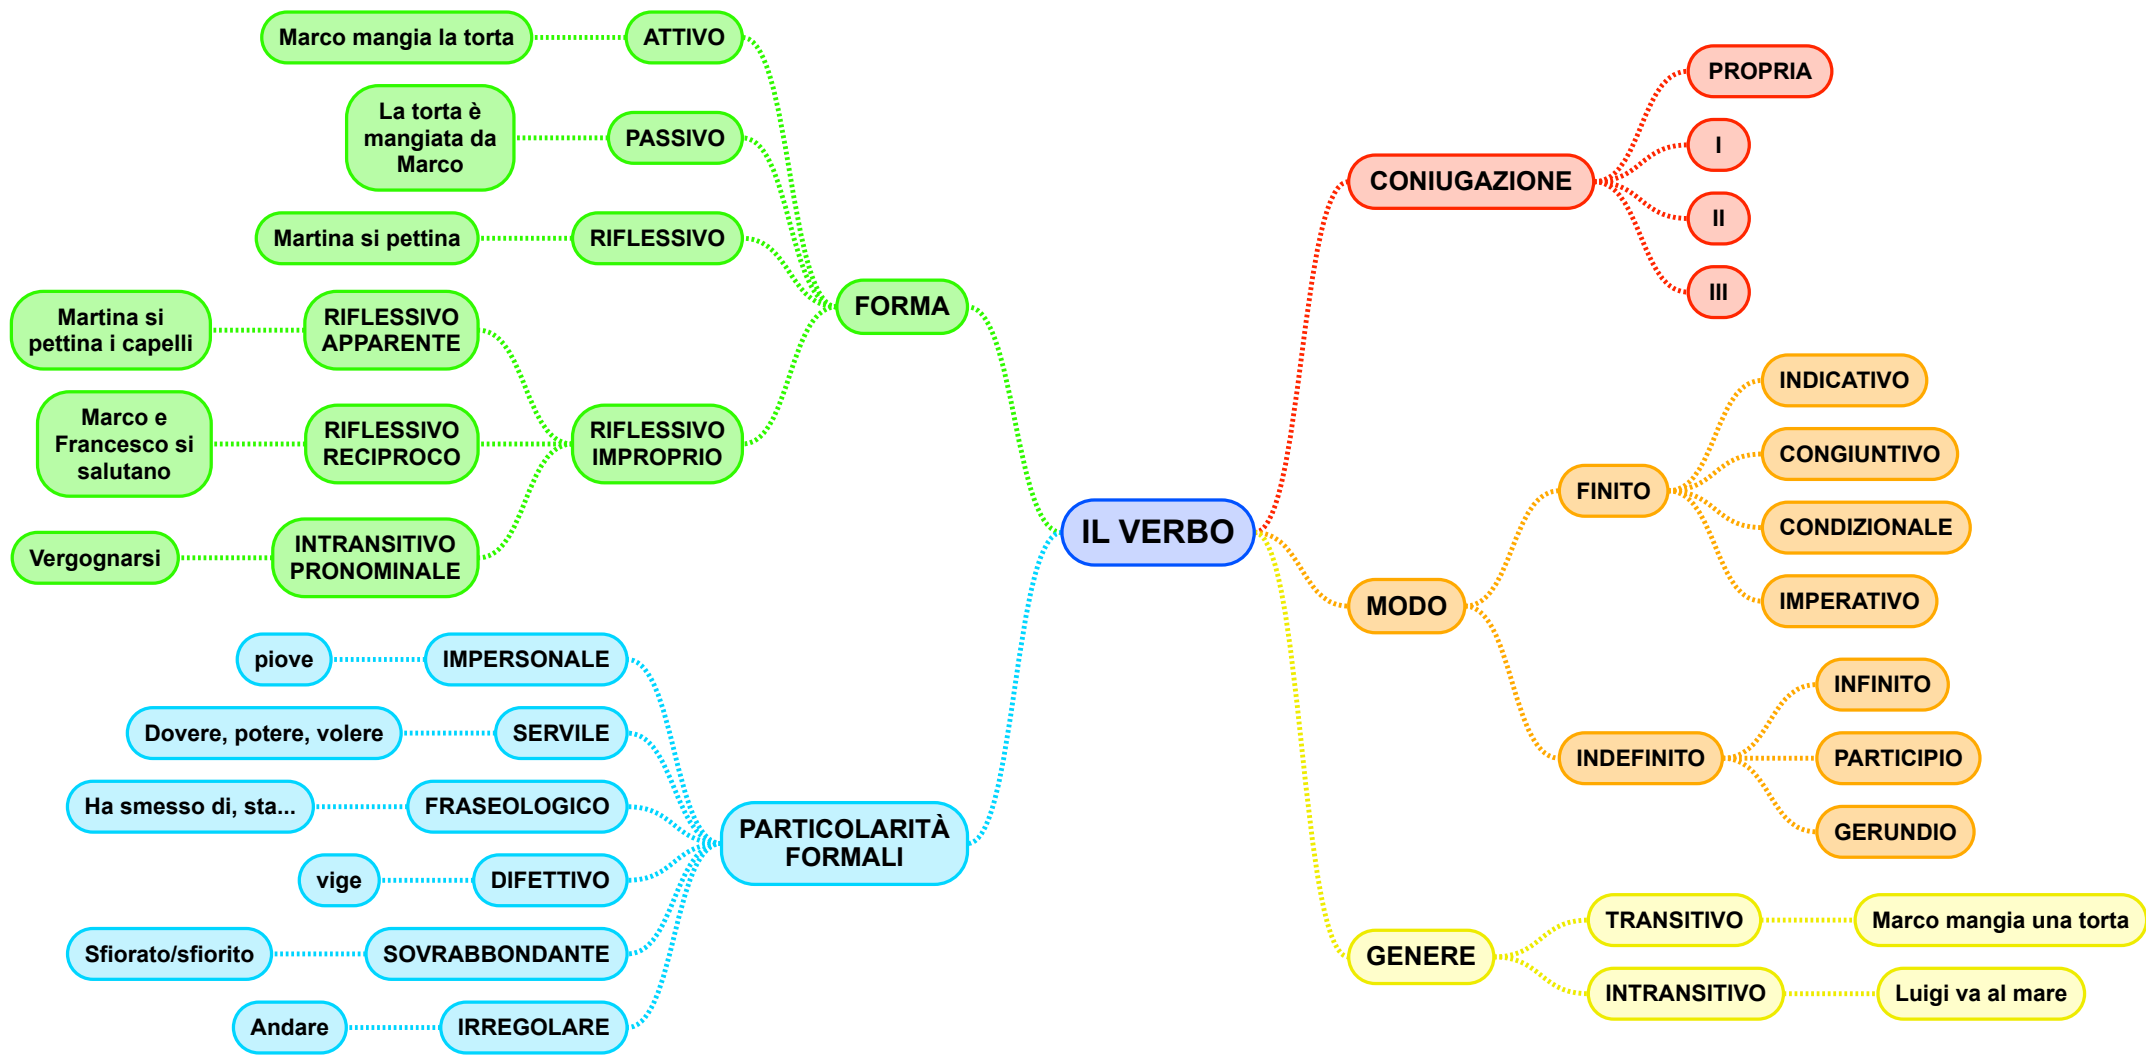 IL VERBO
FORMA
ATTIVO
Marco mangia la torta
PASSIVO
La torta è
mangiata da
Marco
RIFLESSIVO
Martina si pettina
RIFLESSIVO
IMPROPRIO
RIFLESSIVO
APPARENTE
Martina si
pettina i capelli
RIFLESSIVO
RECIPROCO
Marco e
Francesco si
salutano
INTRANSITIVO
PRONOMINALE
Vergognarsi
PARTICOLARITÀ
FORMALI
IMPERSONALE
piove
SERVILE
Dovere, potere, volere
FRASEOLOGICO
Ha smesso di, sta...
DIFETTIVO
vige
SOVRABBONDANTE
Sfiorato/sfiorito
IRREGOLARE
Andare
CONIUGAZIONE
PROPRIA
I
II
III
MODO
FINITO
INDICATIVO
CONGIUNTIVO
CONDIZIONALE
IMPERATIVO
INDEFINITO
INFINITO
PARTICIPIO
GERUNDIO
GENERE
TRANSITIVO
Marco mangia una torta
INTRANSITIVO
Luigi va al mare